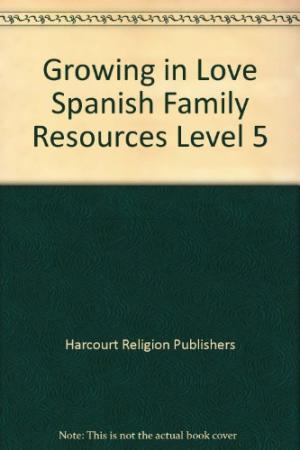 Growing in Love
Spanish Family
Resources Level 5
Harcourt Religion Publishers
Note: This is not the actual book cover